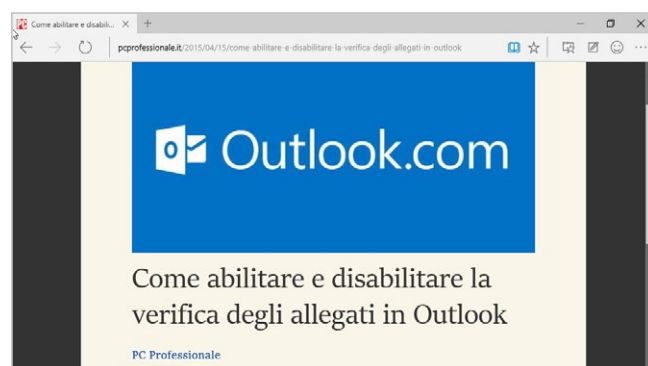 Come abilitare e disabili...
pcprofessionale.it/2015/04/15/come-abilitare-e-disabilitare-la-verifica-degli-allegati-in-outlook
Outlook.com
Come abilitare e disabilitare la
verifica degli allegati in Outlook
PC Professionale